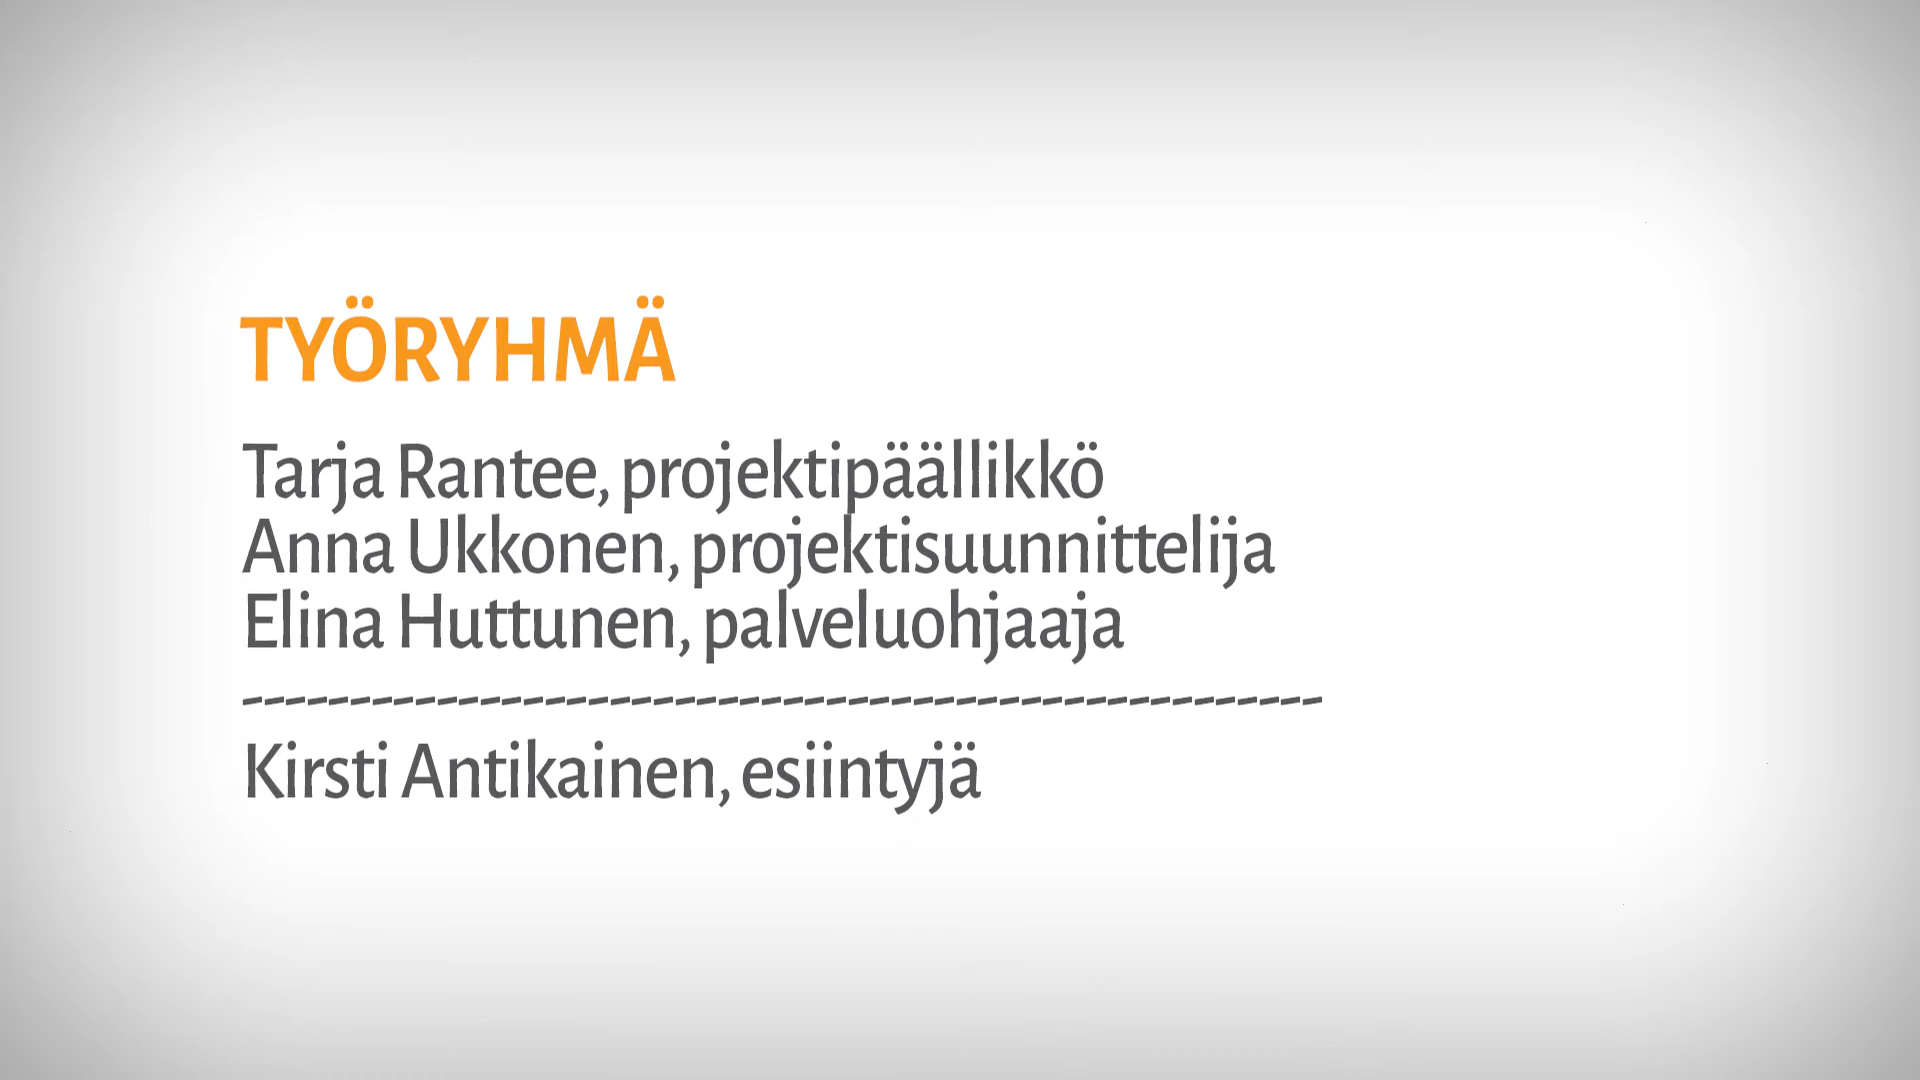 TYÖRYHMÄ
Tarja Rantee, projektipäällikkö
Anna Ukkonen, projektisuunnittelija
Elina Huttunen, palveluohjaaja
--------------------------------------------------
Kirsti Antikainen, esiintyjä